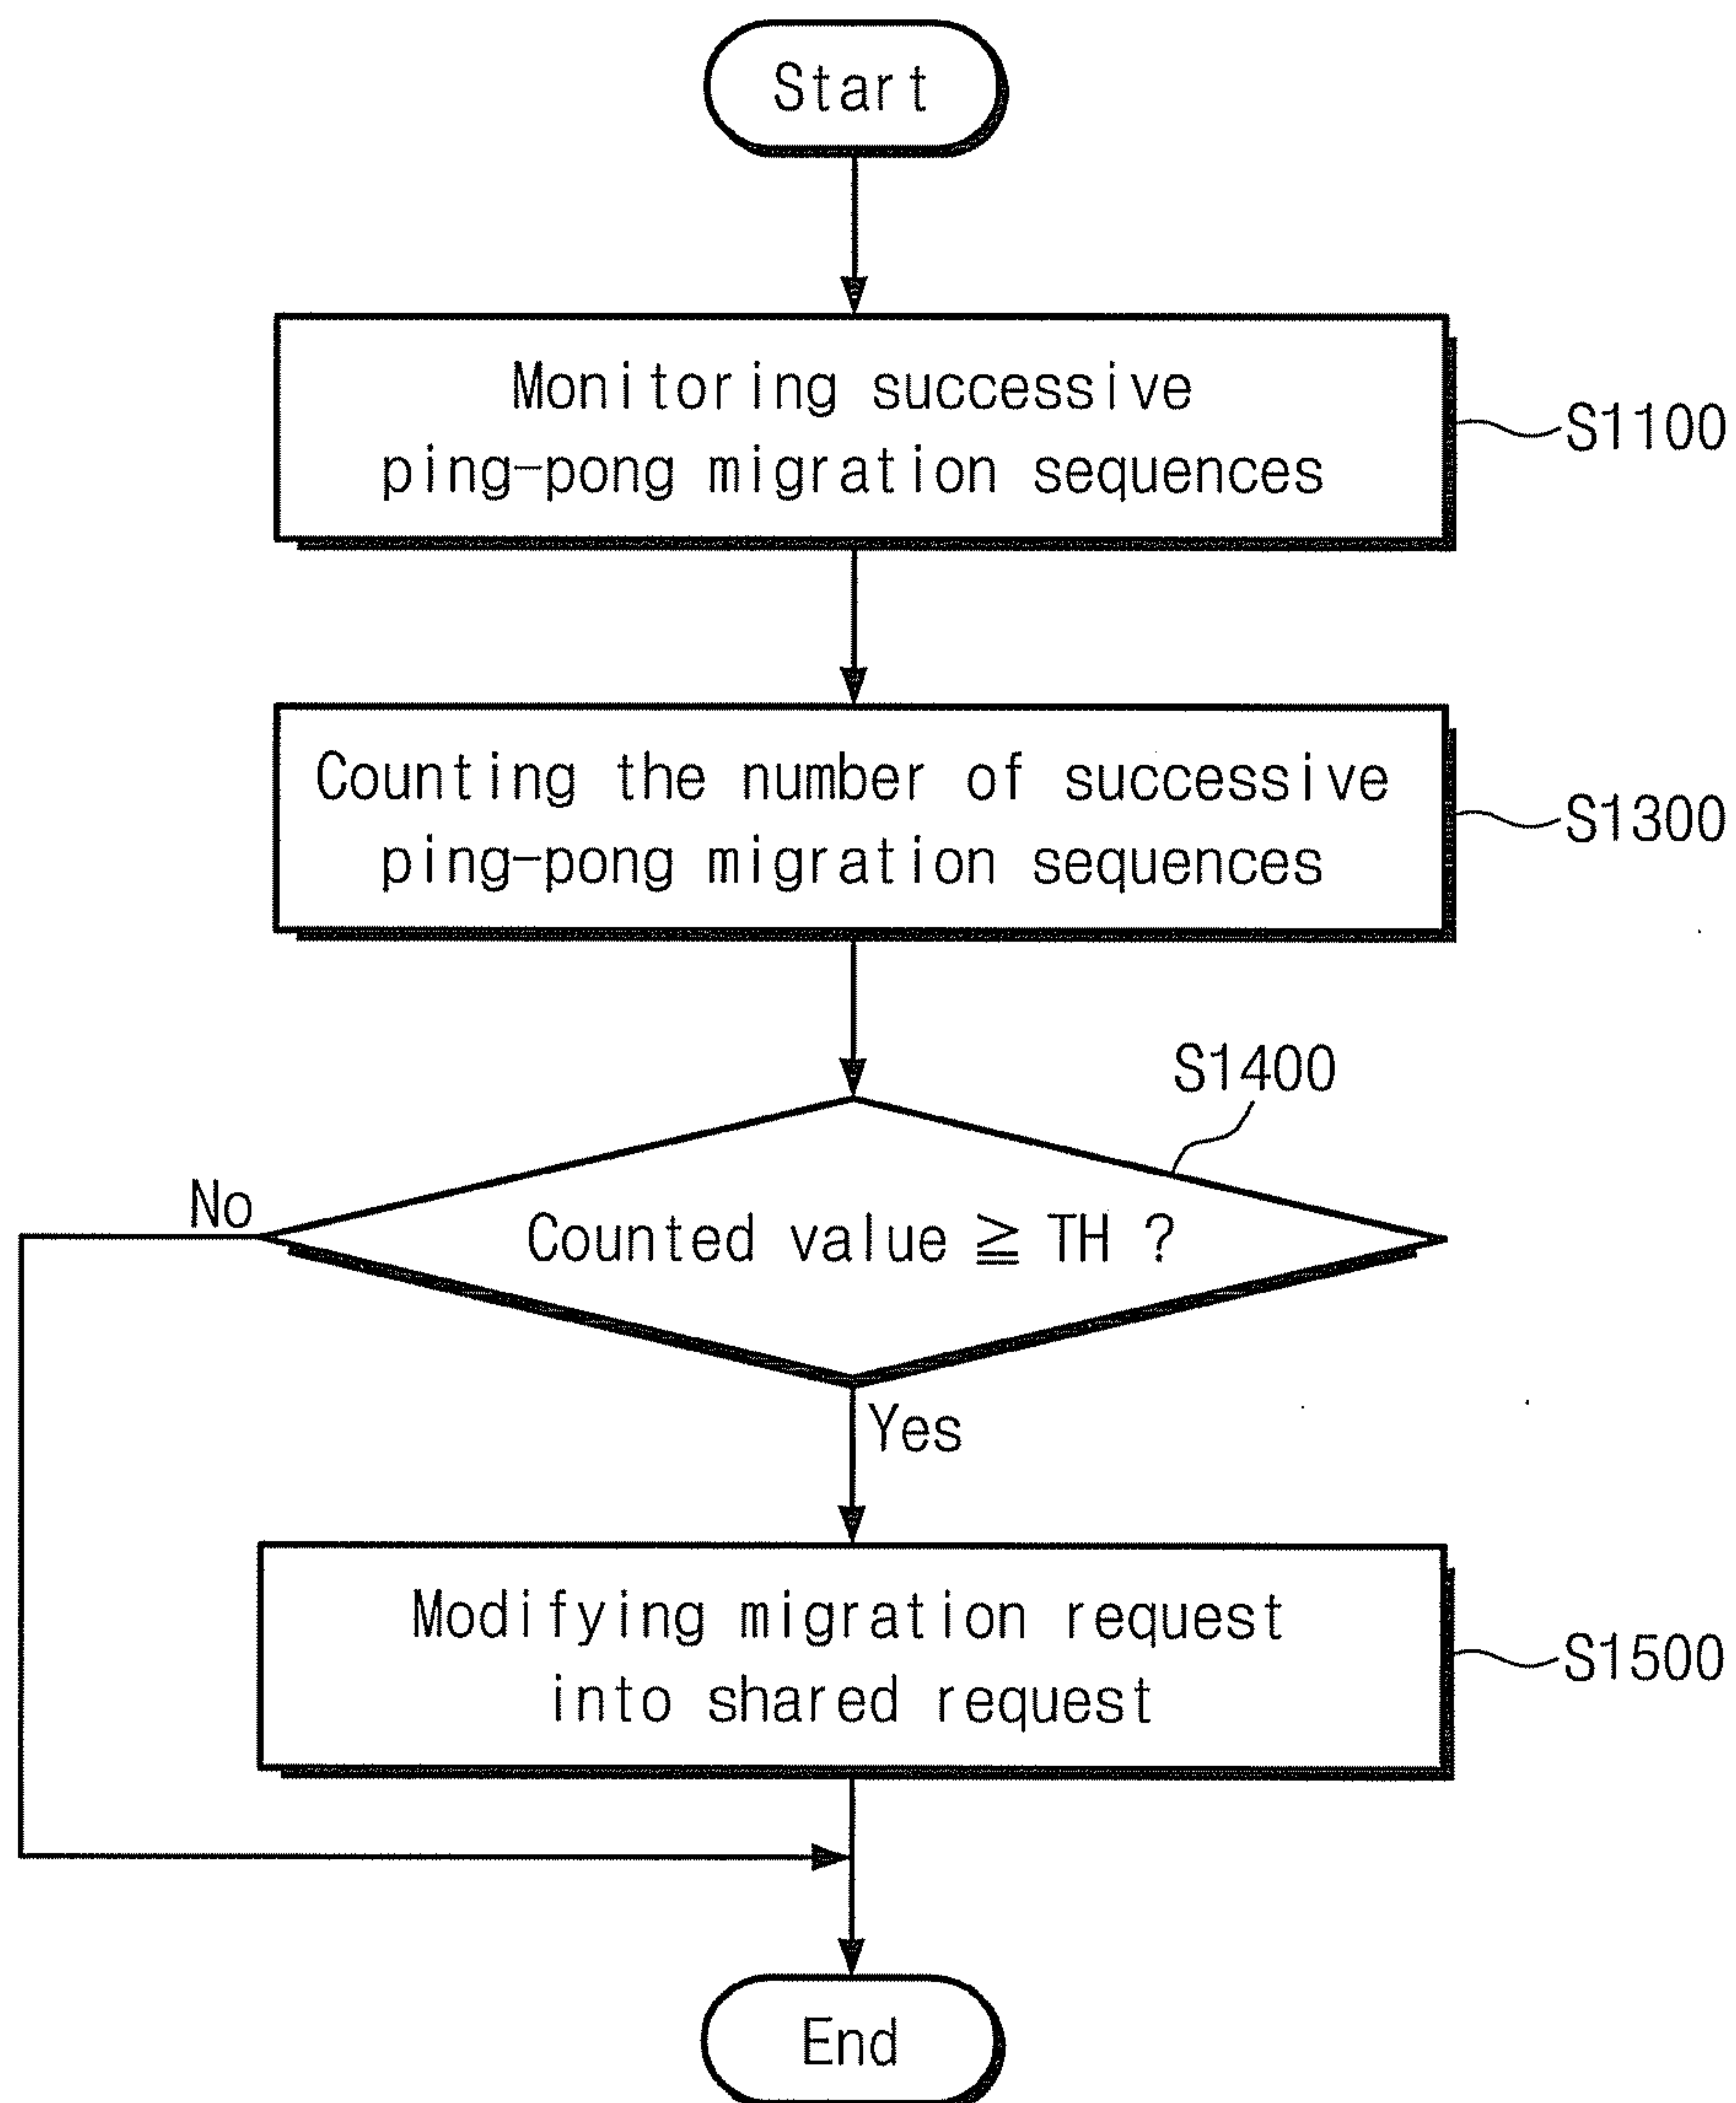 Start
Monitoring successive
ping-pong migration sequences
S1100
Counting the number of successive
ping-pong migration sequences
S1300
S1400
No
Counted value ≧ TH ?
Yes
Modifying migration request
into shared request
S1500
End